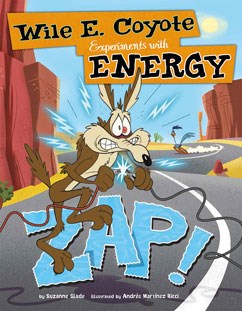 Wile E. Coyote
Experiments with
ENERGY
ZAP!
by Suzanne Slade Illustrated by Andrés Martínez Ricci